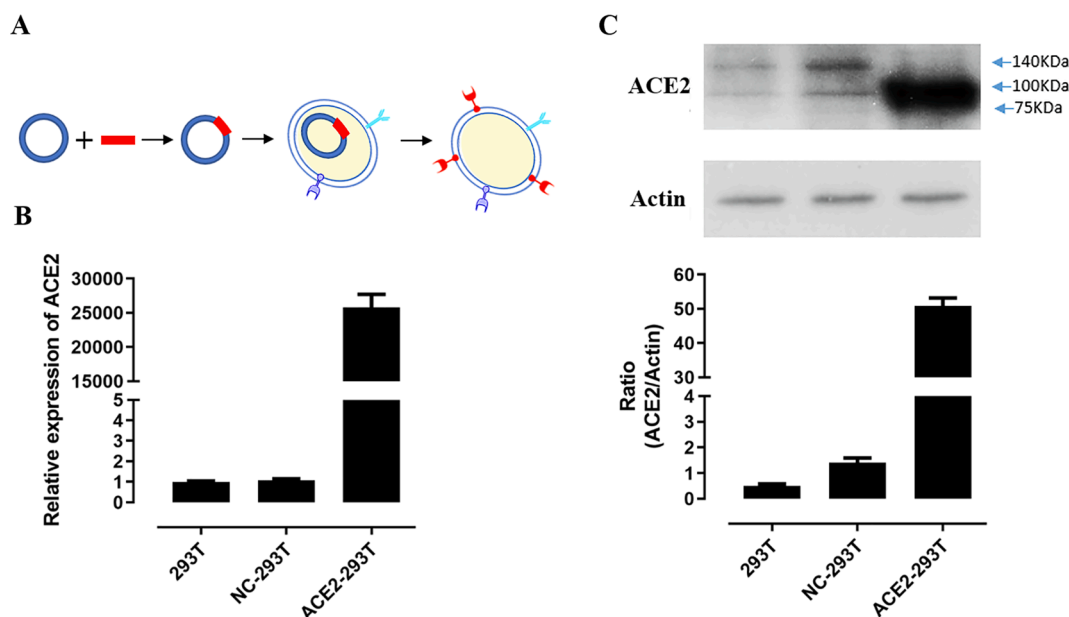 A
+
B
Relative expression of ACE2
30000
25000
20000
15000
5
4
3
2
1
0
293T
NC-293T
ACE2-293T
C
ACE2
140KDa
100KDa
75KDa
Actin
Ratio
(ACE2/Actin)
60
50
40
30
4
3
2
1
0
293T
NC-293T
ACE2-293T